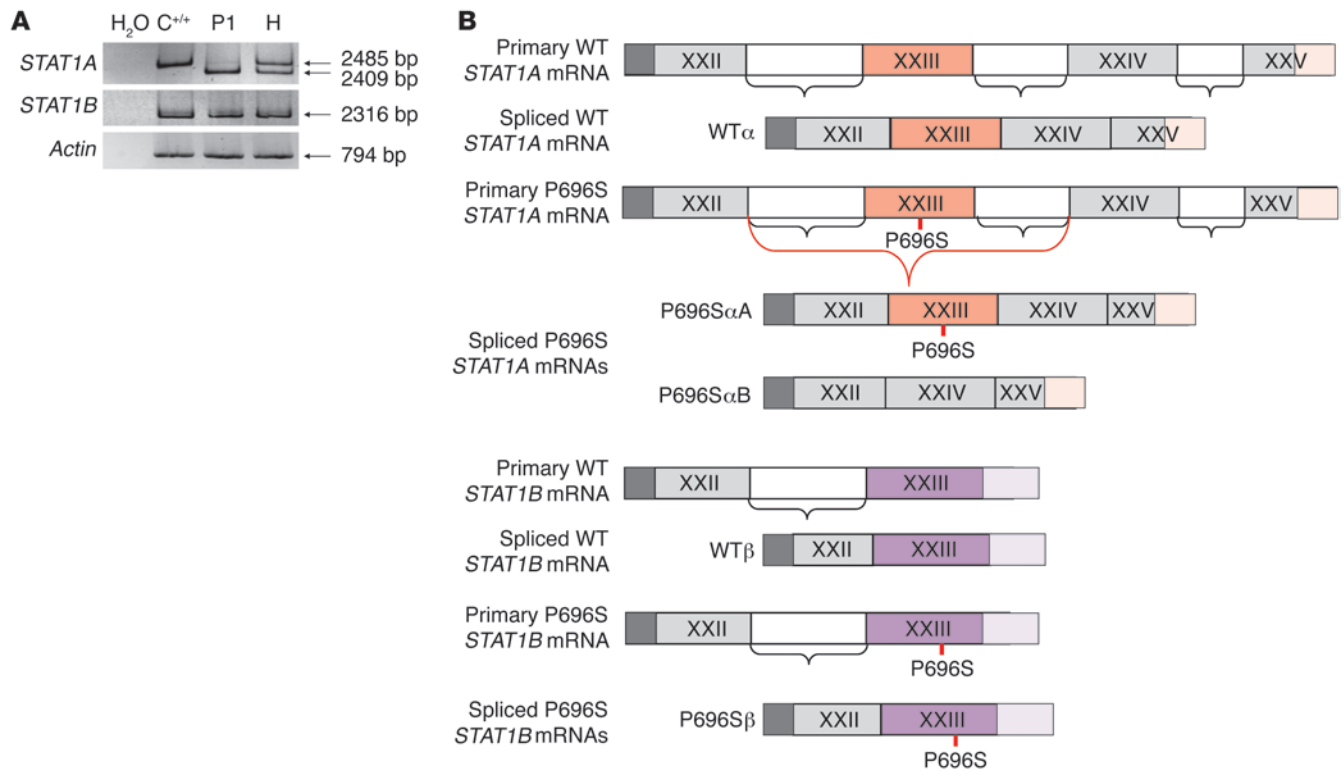 A
H2O C+/+ P1 H
STAT1A
2485 bp
2409 bp
STAT1B
2316 bp
Actin
794 bp
B
Primary WT
STAT1A mRNA
XXII XXIII XXIV XXV
Spliced WT
STAT1A mRNA
WTα
XXII XXIII XXIV XXV
Primary P696S
STAT1A mRNA
XXII XXIII XXIV XXV
P696S
Spliced P696S
STAT1A mRNAs
P696SαA
XXII XXIII XXIV XXV
P696S
P696SαB
XXII XXIV XXV
Primary WT
STAT1B mRNA
XXII XXIII
Spliced WT
STAT1B mRNA
WTβ
XXII XXIII
Primary P696S
STAT1B mRNA
XXII XXIII
P696S
Spliced P696S
STAT1B mRNAs
P696Sβ
XXII XXIII
P696S